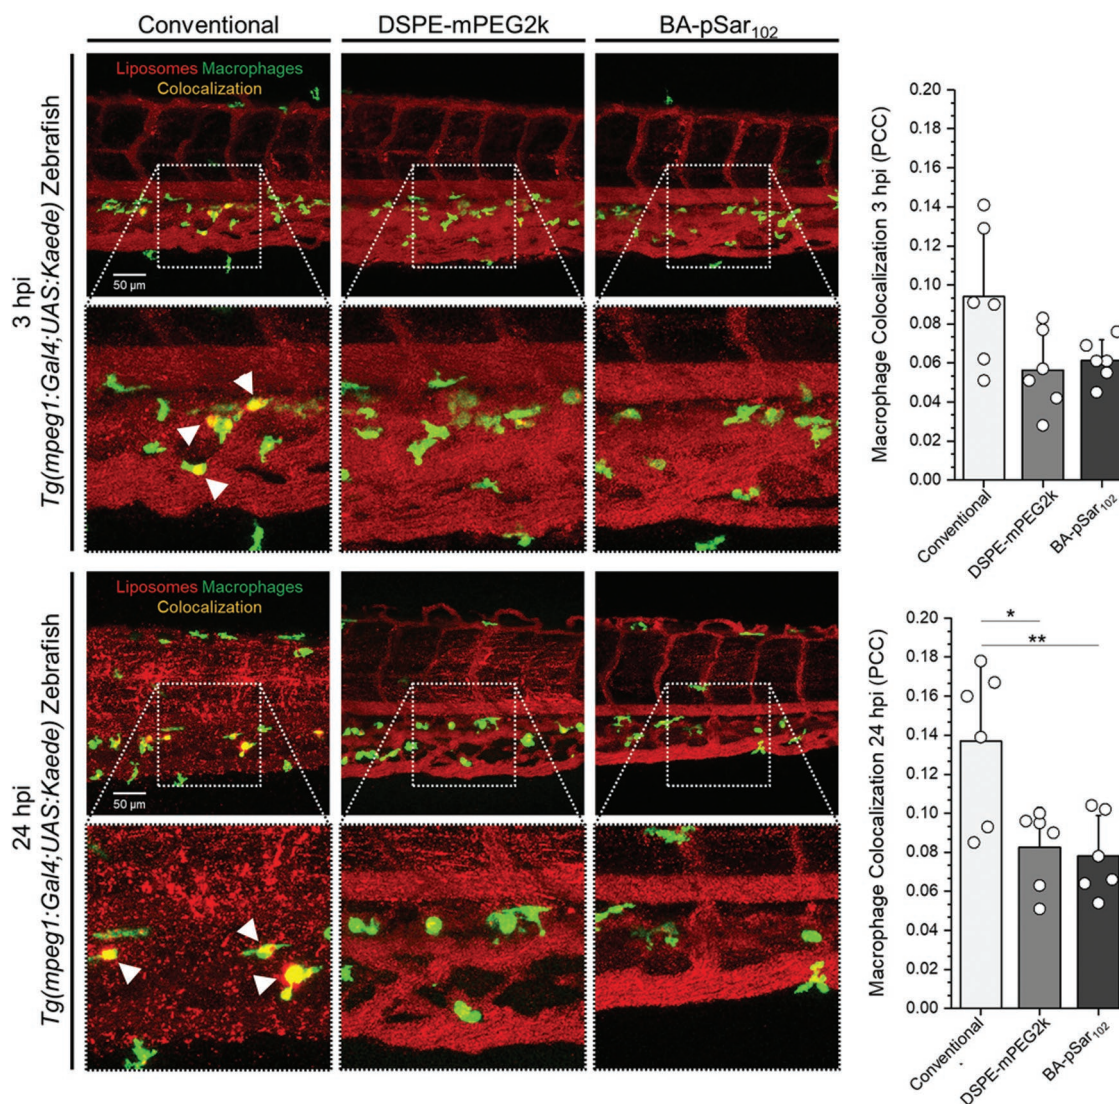 Conventional
DSPE-mPEG2k
BA-pSar₁₀₂
3 hpi
Tg(mpeg1:Gal4;UAS:Kaede) Zebrafish
Liposomes Macrophages
Colocalization
50 µm
Macrophage Colocalization 3 hpi (PCC)
0.20
0.18
0.16
0.14
0.12
0.10
0.08
0.06
0.04
0.02
0.00
Conventional
DSPE-mPEG2k
BA-pSar₁₀₂
24 hpi
Tg(mpeg1:Gal4;UAS:Kaede) Zebrafish
Liposomes Macrophages
Colocalization
50 µm
Macrophage Colocalization 24 hpi (PCC)
0.20
0.18
0.16
0.14
0.12
0.10
0.08
0.06
0.04
0.02
0.00
*
**
Conventional
DSPE-mPEG2k
BA-pSar₁₀₂